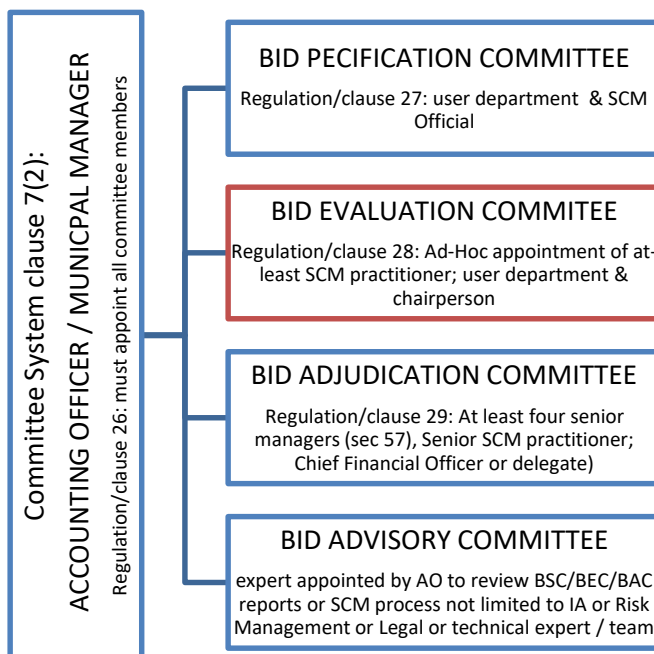 Committee System clause 7(2):
ACCOUNTING OFFICER / MUNICPAL MANAGER
Regulation/clause 26: must appoint all committee members
BID PECIFICATION COMMITTEE
Regulation/clause 27: user department & SCM
Official
BID EVALUATION COMMITEE
Regulation/clause 28: Ad-Hoc appointment of at-
least SCM practitioner; user department &
chairperson
BID ADJUDICATION COMMITTEE
Regulation/clause 29: At least four senior
managers (sec 57), Senior SCM practitioner;
Chief Financial Officer or delegate)
BID ADVISORY COMMITTEE
expert appointed by AO to review BSC/BEC/BAC
reports or SCM process not limited to IA or Risk
Management or Legal or technical expert / team